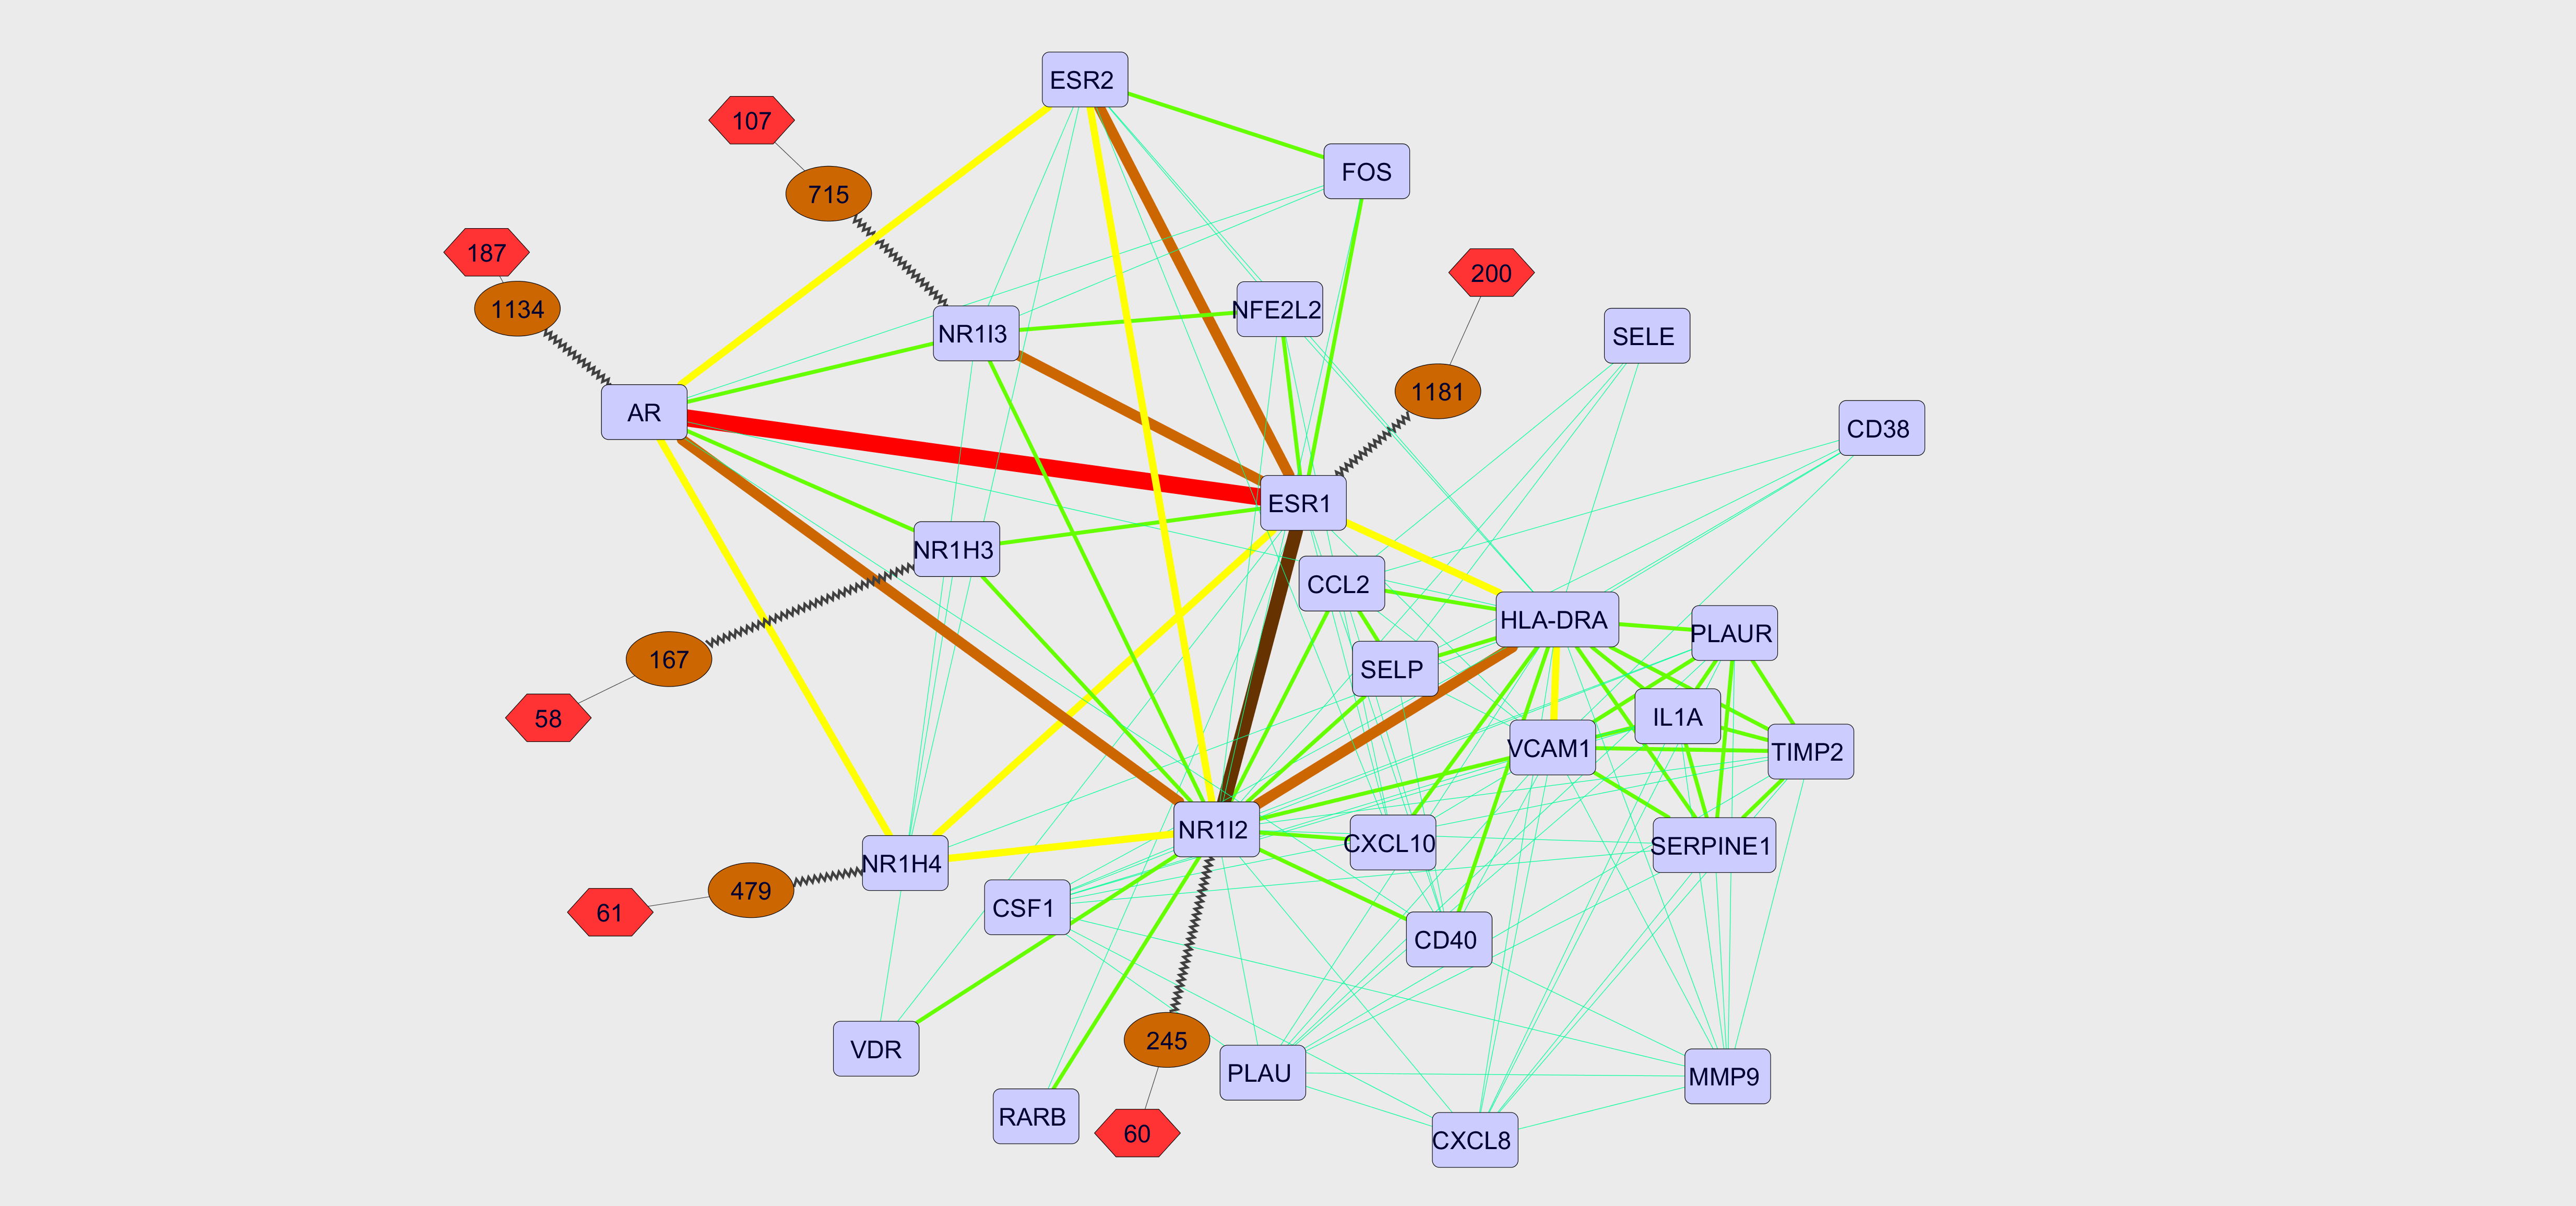 ESR2
107
FOS
715
187
200
1134
NFE2L2
NR1I3
SELE
1181
AR
CD38
ESR1
NR1H3
CCL2
HLA-DRA
PLAUR
167
SELP
58
IL1A
VCAM1
TIMP2
NR1I2
CXCL10
SERPINE1
NR1H4
479
61
CSF1
CD40
245
VDR
PLAU
MMP9
RARB
60
CXCL8